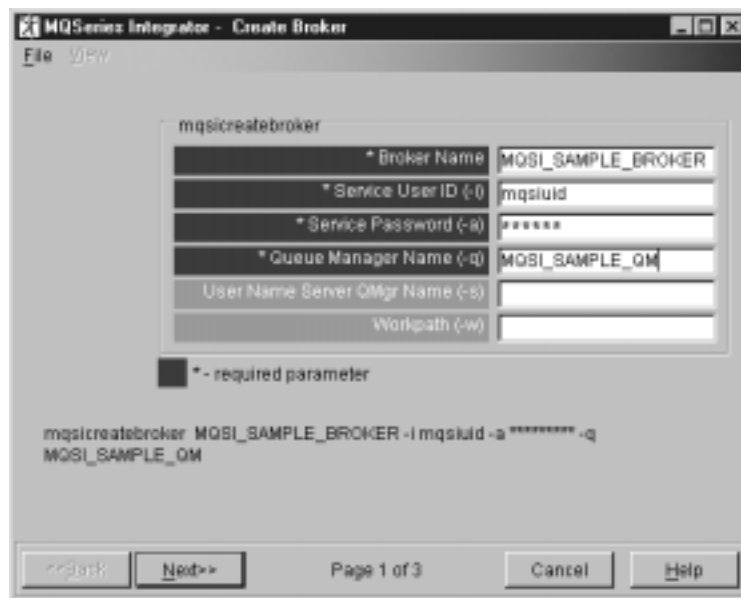 MQSeries Integrator - Create Broker
File View
mqsicreatebroker
* Broker Name MQSI_SAMPLE_BROKER
* Service User ID (-i) mqsiuid
* Service Password (-a) ******
* Queue Manager Name (-q) MQSI_SAMPLE_QM
User Name Server QMgr Name (-s)
Workpath (-w)
* - required parameter
mqsicreatebroker MQSI_SAMPLE_BROKER -i mqsiuid -a ********* -q
MQSI_SAMPLE_QM
<<Back Next>> Page 1 of 3 Cancel Help